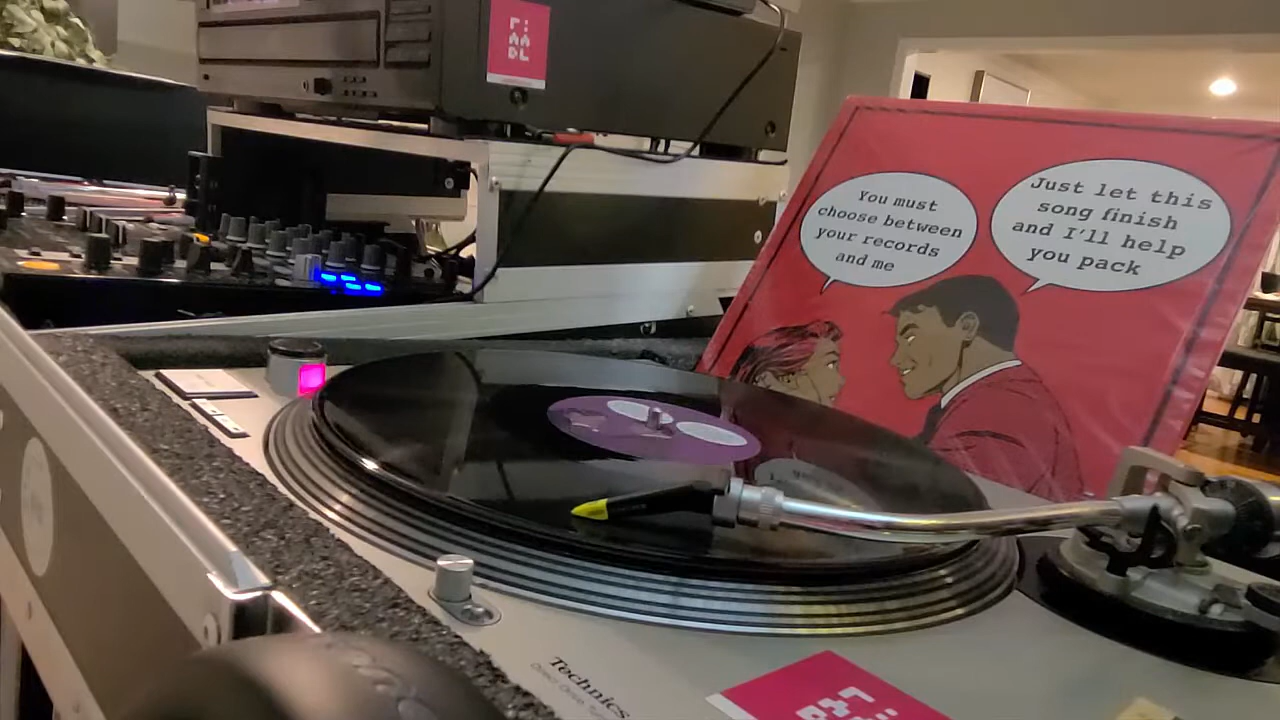 You must
choose between
your records
and me
Just let this
song finish
and I'll help
you pack
Technics